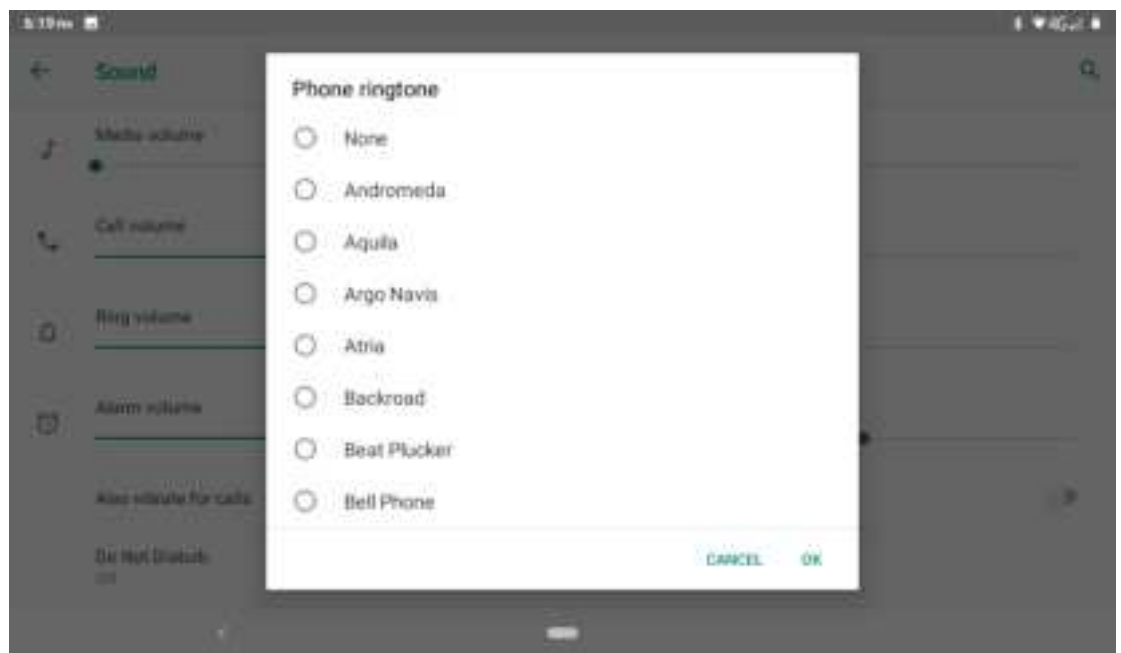 Sound
Phone ringtone
Media volume
None
Andromeda
Call volume
Aquila
Argo Navis
Ring volume
Atria
Backroad
Alarm volume
Beat Plucker
Also vibrate for calls
Bell Phone
Do Not Disturb
CANCEL OK